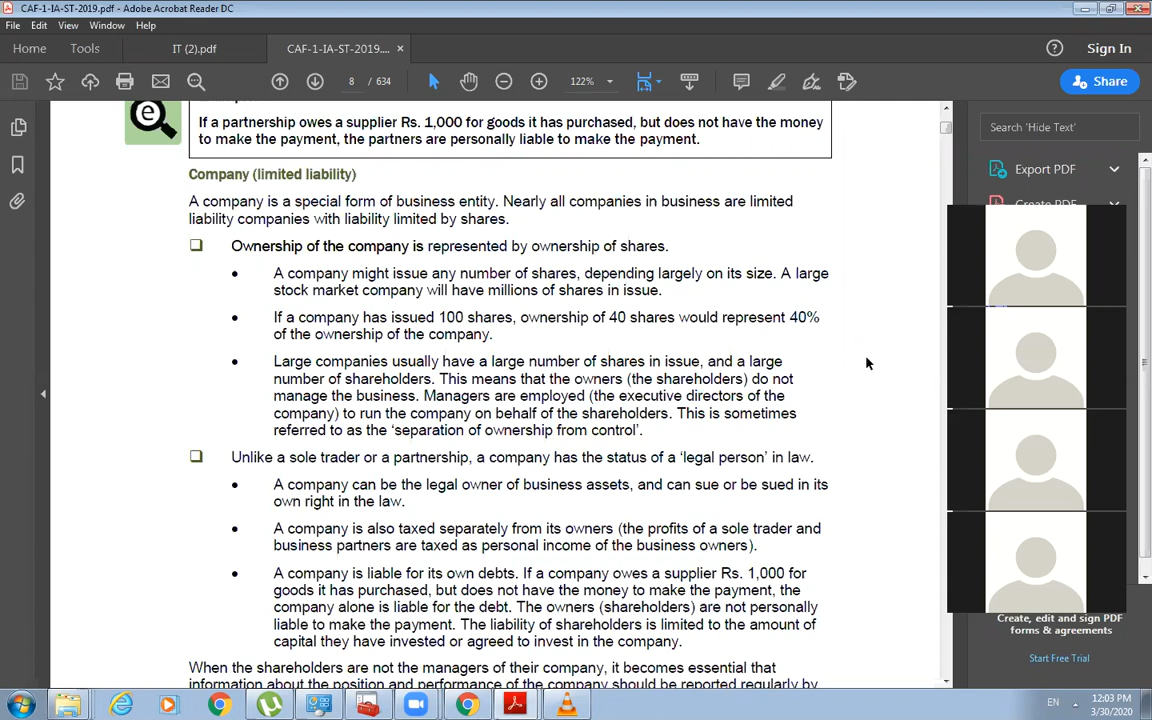 CAF-1-IA-ST-2019.pdf - Adobe Acrobat Reader DC
File Edit View Window Help
Home Tools IT (2).pdf CAF-1-IA-ST-2019.... × Sign In
8 / 634 122% Share
If a partnership owes a supplier Rs. 1,000 for goods it has purchased, but does not have the money
to make the payment, the partners are personally liable to make the payment.
Search 'Hide Text'
Export PDF
Create PDF
Company (limited liability)
A company is a special form of business entity. Nearly all companies in business are limited
liability companies with liability limited by shares.
Ownership of the company is represented by ownership of shares.
A company might issue any number of shares, depending largely on its size. A large
stock market company will have millions of shares in issue.
If a company has issued 100 shares, ownership of 40 shares would represent 40%
of the ownership of the company.
Large companies usually have a large number of shares in issue, and a large
number of shareholders. This means that the owners (the shareholders) do not
manage the business. Managers are employed (the executive directors of the
company) to run the company on behalf of the shareholders. This is sometimes
referred to as the ‘separation of ownership from control’.
Unlike a sole trader or a partnership, a company has the status of a ‘legal person’ in law.
A company can be the legal owner of business assets, and can sue or be sued in its
own right in the law.
A company is also taxed separately from its owners (the profits of a sole trader and
business partners are taxed as personal income of the business owners).
A company is liable for its own debts. If a company owes a supplier Rs. 1,000 for
goods it has purchased, but does not have the money to make the payment, the
company alone is liable for the debt. The owners (shareholders) are not personally
liable to make the payment. The liability of shareholders is limited to the amount of
capital they have invested or agreed to invest in the company.
When the shareholders are not the managers of their company, it becomes essential that
information about the position and performance of the company should be reported regularly by
Create, edit and sign PDF
forms & agreements
Start Free Trial
EN
12:03 PM
3/30/2020